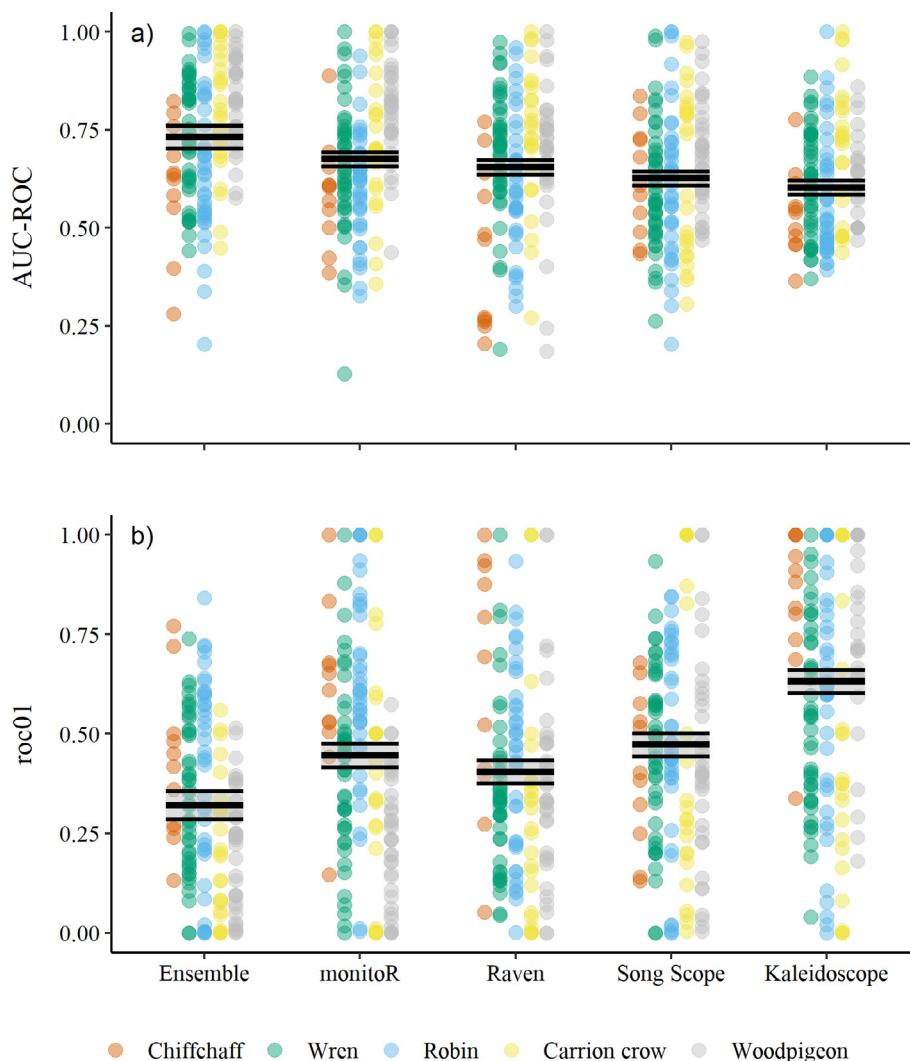 a)
AUC-ROC
1.00
0.75
0.50
0.25
0.00
b)
roc01
1.00
0.75
0.50
0.25
0.00
Ensemble monitoR Raven Song Scope Kaleidoscope
Chiffchaff Wren Robin Carrion crow Woodpigeon